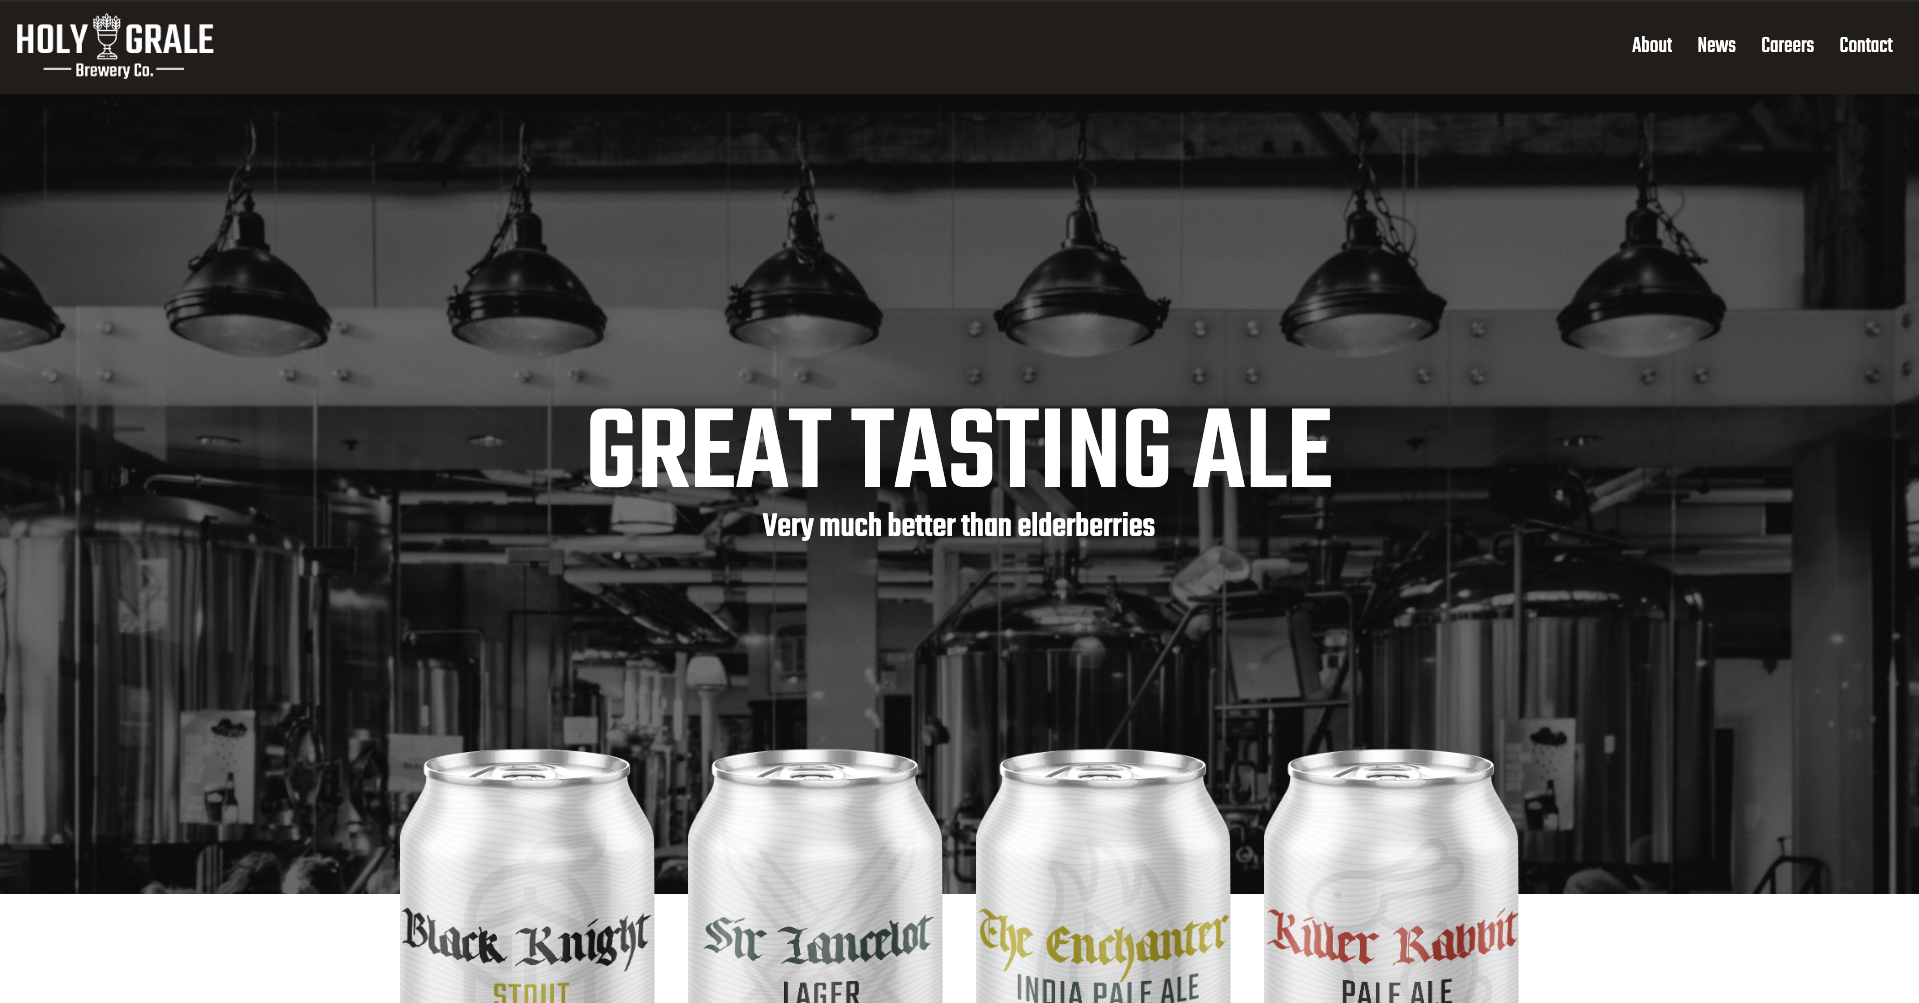 HOLY GRALE
Brewery Co.
About News Careers Contact
GREAT TASTING ALE
Very much better than elderberries
Black Knight
STOUT
Sir Lancelot
LAGER
The Enchanter
INDIA PALE ALE
Killer Rabbit
PALE ALE